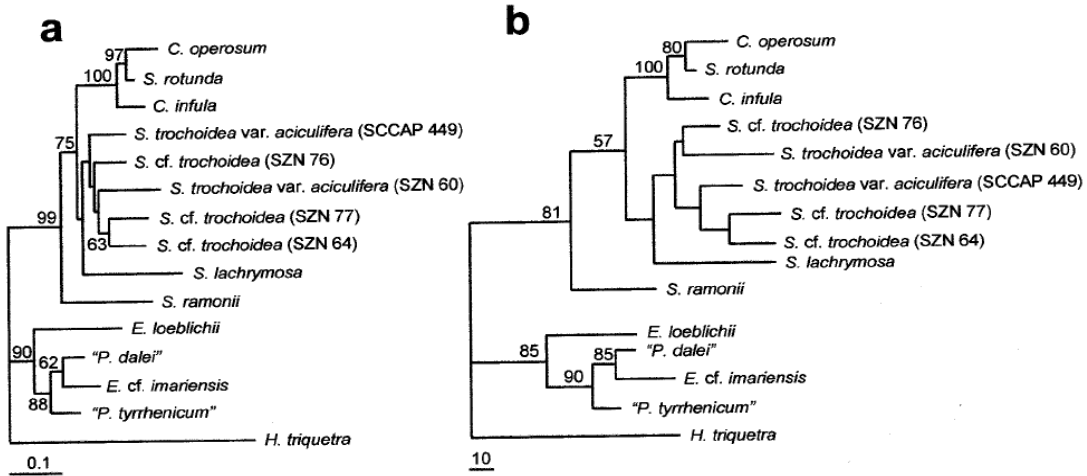 a
97
C. operosum
100
S. rotunda
C. infula
75
S. trochoidea var. aciculifera (SCCAP 449)
S. cf. trochoidea (SZN 76)
S. trochoidea var. aciculifera (SZN 60)
99
S. cf. trochoidea (SZN 77)
63
S. cf. trochoidea (SZN 64)
S. lachrymosa
S. ramonii
E. loeblichii
90
62
“P. dalei”
E. cf. imariensis
88
“P. tyrrhenicum”
H. triquetra
0.1
b
80
C. operosum
100
S. rotunda
C. infula
S. cf. trochoidea (SZN 76)
57
S. trochoidea var. aciculifera (SZN 60)
S. trochoidea var. aciculifera (SCCAP 449)
81
S. cf. trochoidea (SZN 77)
S. cf. trochoidea (SZN 64)
S. lachrymosa
S. ramonii
E. loeblichii
85
85
“P. dalei”
90
E. cf. imariensis
“P. tyrrhenicum”
H. triquetra
10